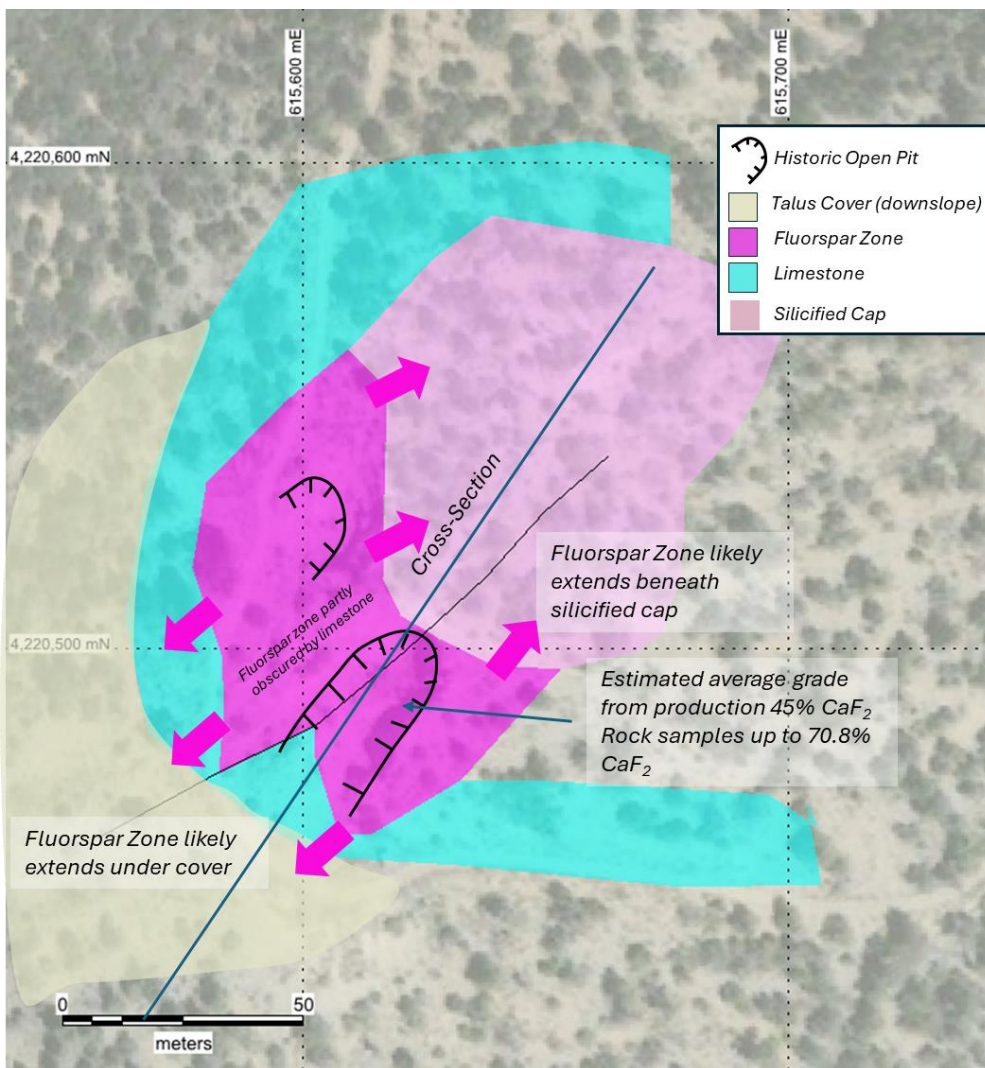 615,600 mE
615,700 mE
4,220,600 mN
Historic Open Pit
Talus Cover (downslope)
Fluorspar Zone
Limestone
Silicified Cap
Cross-Section
Fluorspar Zone likely
extends beneath
silicified cap
Fluorspar zone partly
obscured by limestone
4,220,500 mN
Estimated average grade
from production 45% CaF₂
Rock samples up to 70.8%
CaF₂
Fluorspar Zone likely
extends under cover
0
50
meters